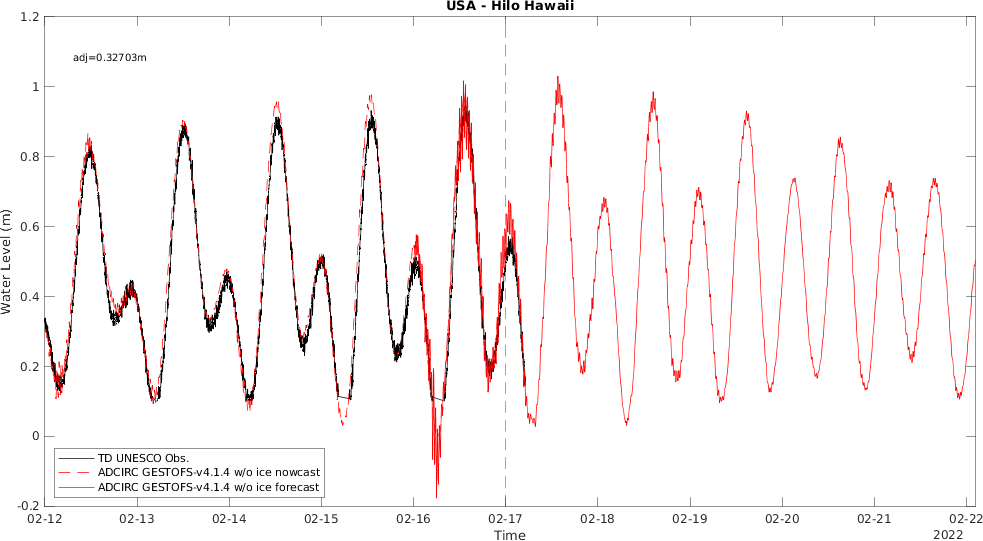 USA - Hilo Hawaii
adj=0.32703m
Water Level (m)
1.2
1
0.8
0.6
0.4
0.2
0
-0.2
TD UNESCO Obs.
ADCIRC GESTOFS-v4.1.4 w/o ice nowcast
ADCIRC GESTOFS-v4.1.4 w/o ice forecast
02-12 02-13 02-14 02-15 02-16 02-17 02-18 02-19 02-20 02-21 02-22
Time
2022